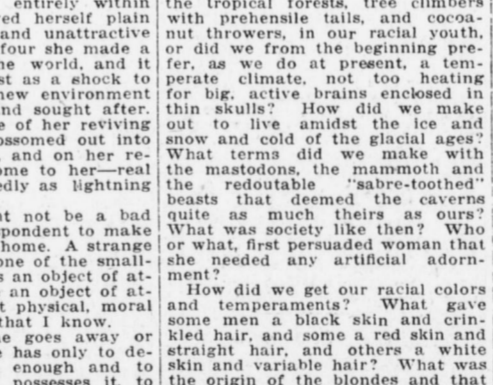 entirely within
ed herself plain
and unattractive
four she made a
he world, and it
st as a shock to
new environment
nd sought after.
e of her reviving
ossomed out into
, and on her re-
ome to her—real
edly as lightning
at not be a bad
pondent to make
home. A strange
one of the small-
s an object of at-
an object of at-
t physical, moral
that I know.
e goes away or
e has only to de-
enough and to
possesses it, to
the tropical forests, tree climbers
with prehensile tails, and cocoa-
nut throwers, in our racial youth,
or did we from the beginning pre-
fer, as we do at present, a tem-
perate climate, not too heating
for big, active brains enclosed in
thin skulls? How did we make
out to live amidst the ice and
snow and cold of the glacial ages?
What terms did we make with
the mastodons, the mammoth and
the redoutable "sabre-toothed"
beasts that deemed the caverns
quite as much theirs as ours?
What was society like then? Who
or what, first persuaded woman that
she needed any artificial adorn-
ment?
How did we get our racial colors
and temperaments? What gave
some men a black skin and crin-
kled hair, and some a red skin and
straight hair, and others a white
skin and variable hair? What was
the origin of the blondes and that